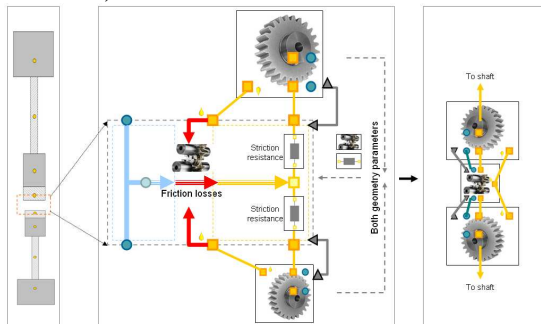 To shaft
Striction
resistance
Friction losses
Striction
resistance
Both geometry parameters
To shaft